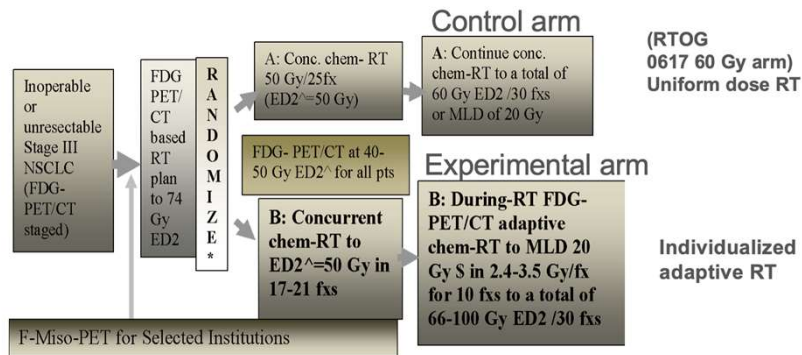 Control arm
(RTOG
0617 60 Gy arm)
Uniform dose RT
Inoperable
or
unresectable
Stage III
NSCLC
(FDG-
PET/CT
staged)
FDG
PET/
CT
based
RT
plan
to 74
Gy
ED2
R
A
N
D
O
M
I
Z
E
*
A: Conc. chem- RT
50 Gy/25fx
(ED2^=50 Gy)
A: Continue conc.
chem-RT to a total of
60 Gy ED2 /30 fxs
or MLD of 20 Gy
FDG- PET/CT at 40-
50 Gy ED2^ for all pts
Experimental arm
B: Concurrent
chem-RT to
ED2^=50 Gy in
17-21 fxs
B: During-RT FDG-
PET/CT adaptive
chem-RT to MLD 20
Gy $ in 2.4-3.5 Gy/fx
for 10 fxs to a total of
66-100 Gy ED2 /30 fxs
Individualized
adaptive RT
F-Miso-PET for Selected Institutions